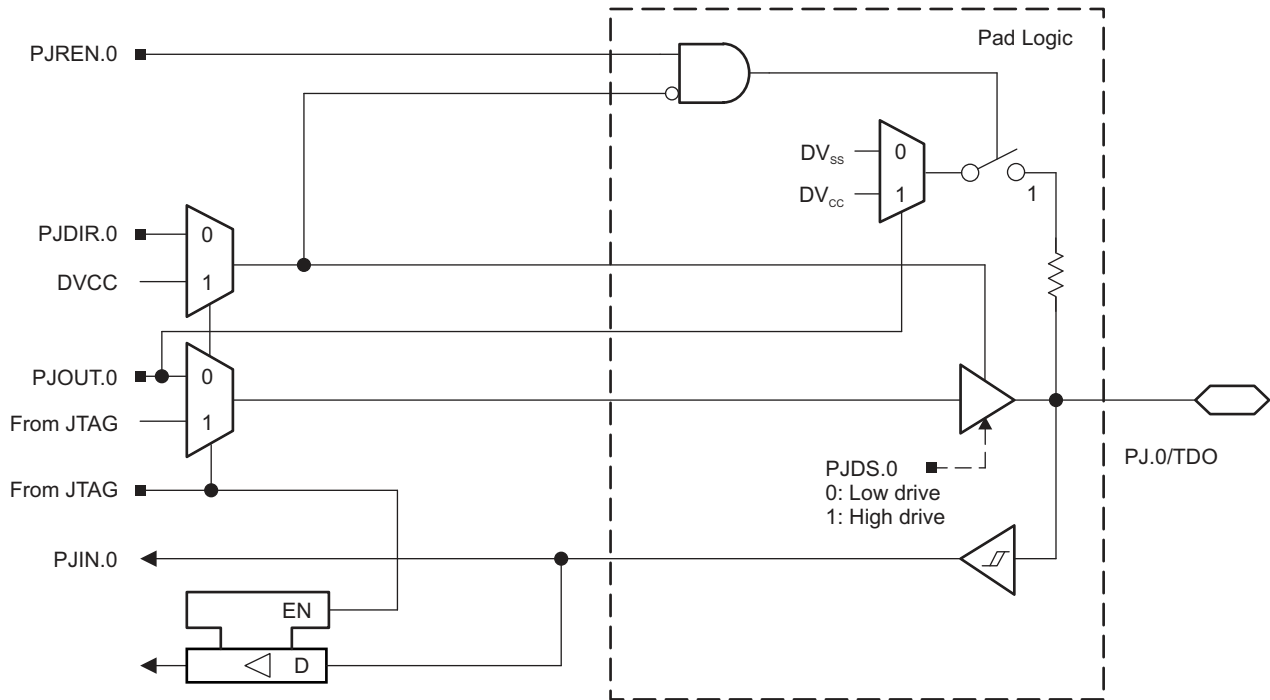 Pad Logic
PJREN.0
DVSS
0
DVCC
1
1
PJDIR.0
0
DVCC
1
PJOUT.0
0
From JTAG
1
PJDS.0
0: Low drive
1: High drive
PJ.0/TDO
From JTAG
PJIN.0
EN
D